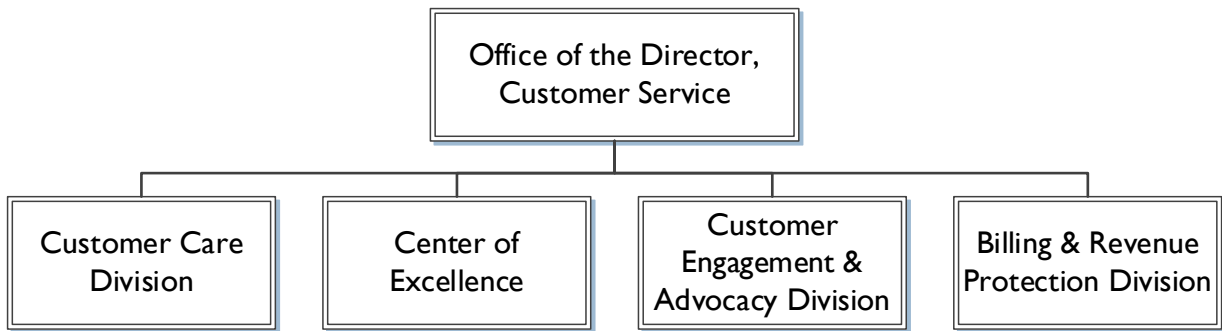 Office of the Director,
Customer Service
Customer Care
Division
Center of
Excellence
Customer
Engagement &
Advocacy Division
Billing & Revenue
Protection Division